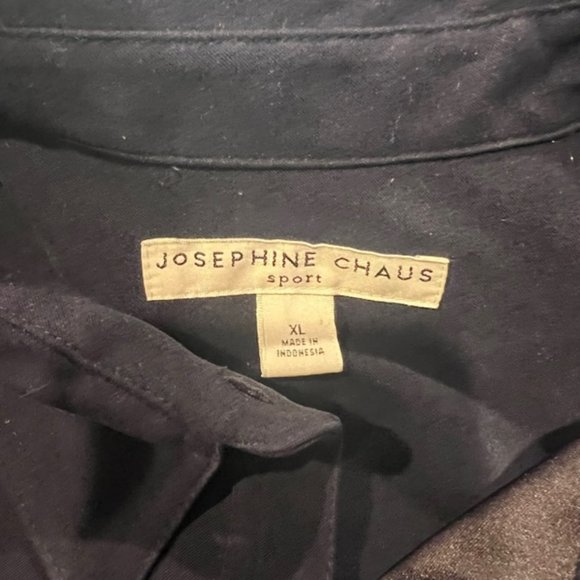 JOSEPHINE CHAUS
sport
XL
MADE IN
INDONESIA